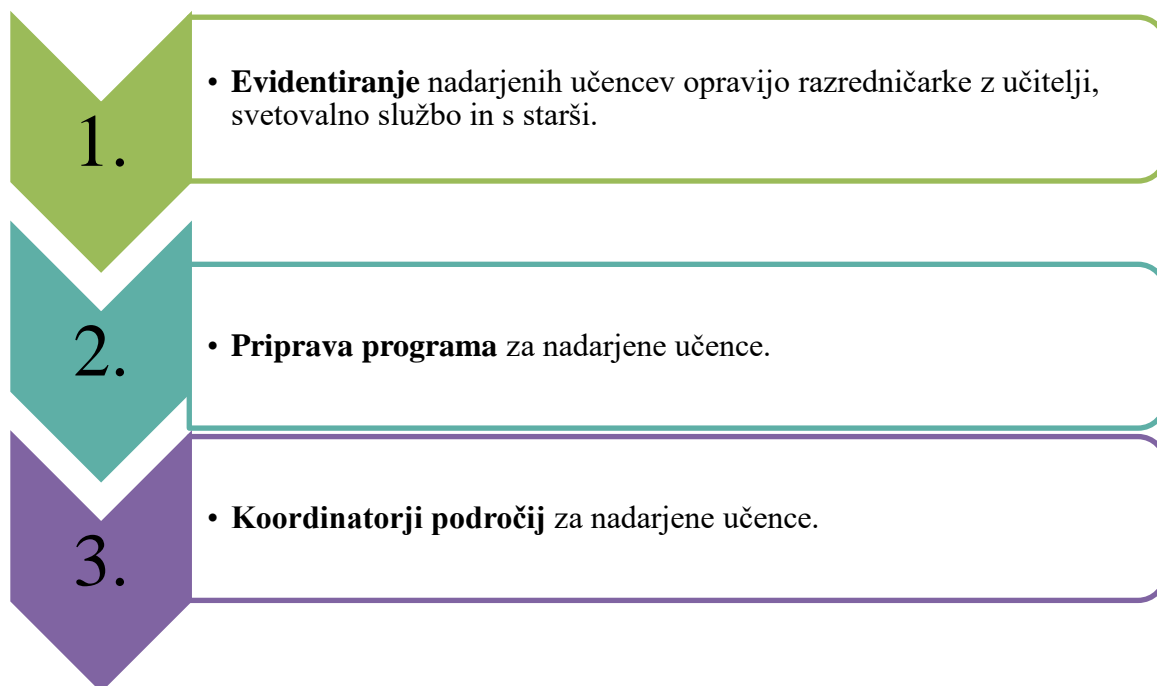 1.
• Evidentiranje nadarjenih učencev opravijo razredničarke z učitelji,
svetovalno službo in s starši.
2.
• Priprava programa za nadarjene učence.
3.
• Koordinatorji področij za nadarjene učence.